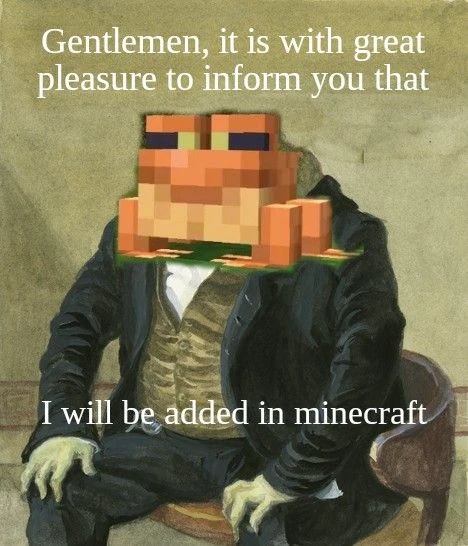 Gentlemen, it is with great
pleasure to inform you that
I will be added in minecraft